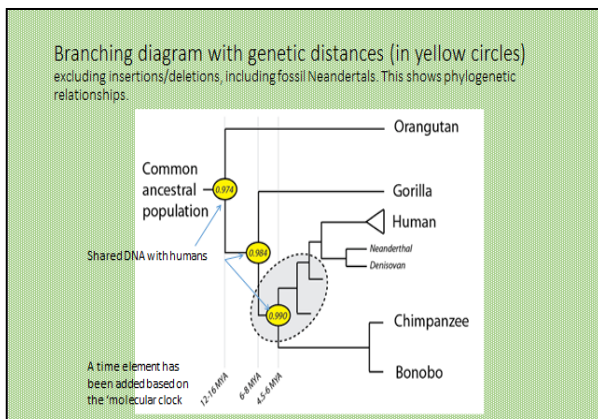 Branching diagram with genetic distances (in yellow circles)
excluding insertions/deletions, including fossil Neandertals. This shows phylogenetic
relationships.
Orangutan
Common
ancestral
population
0.974
Gorilla
Human
Neanderthal
Denisovan
Shared DNA with humans
0.984
0.990
Chimpanzee
Bonobo
A time element has
been added based on
the 'molecular clock
12-16 MYA
6-8 MYA
4.5-6 MYA